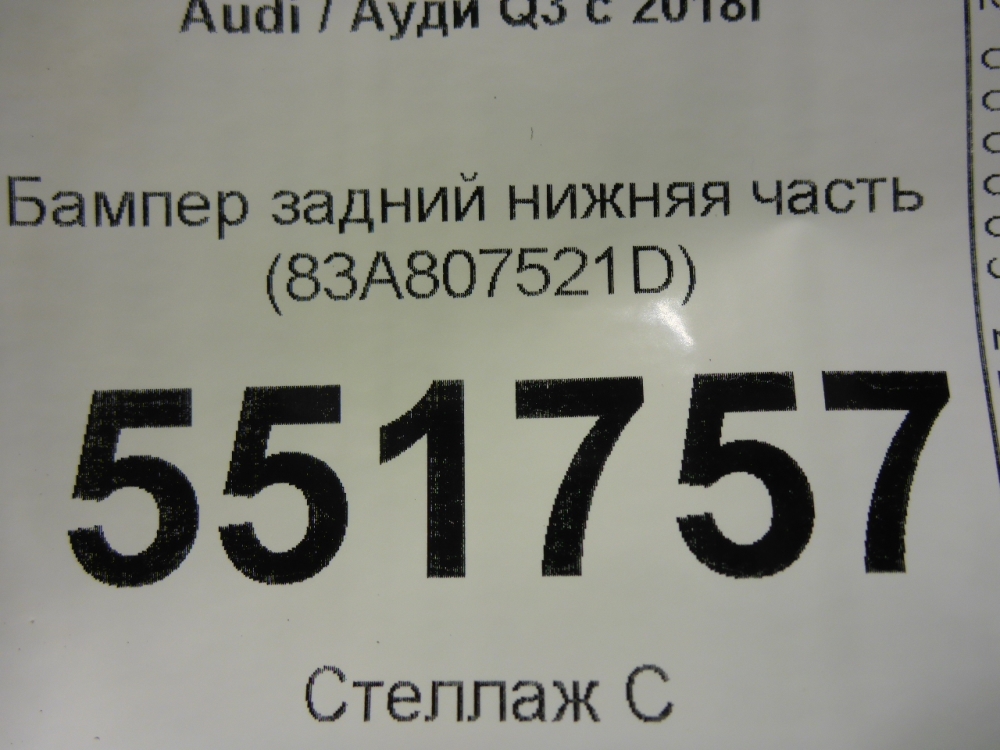 Audi / Ауди Q3 с 2018г
Бампер задний нижняя часть
(83A807521D)
551757
Стеллаж С